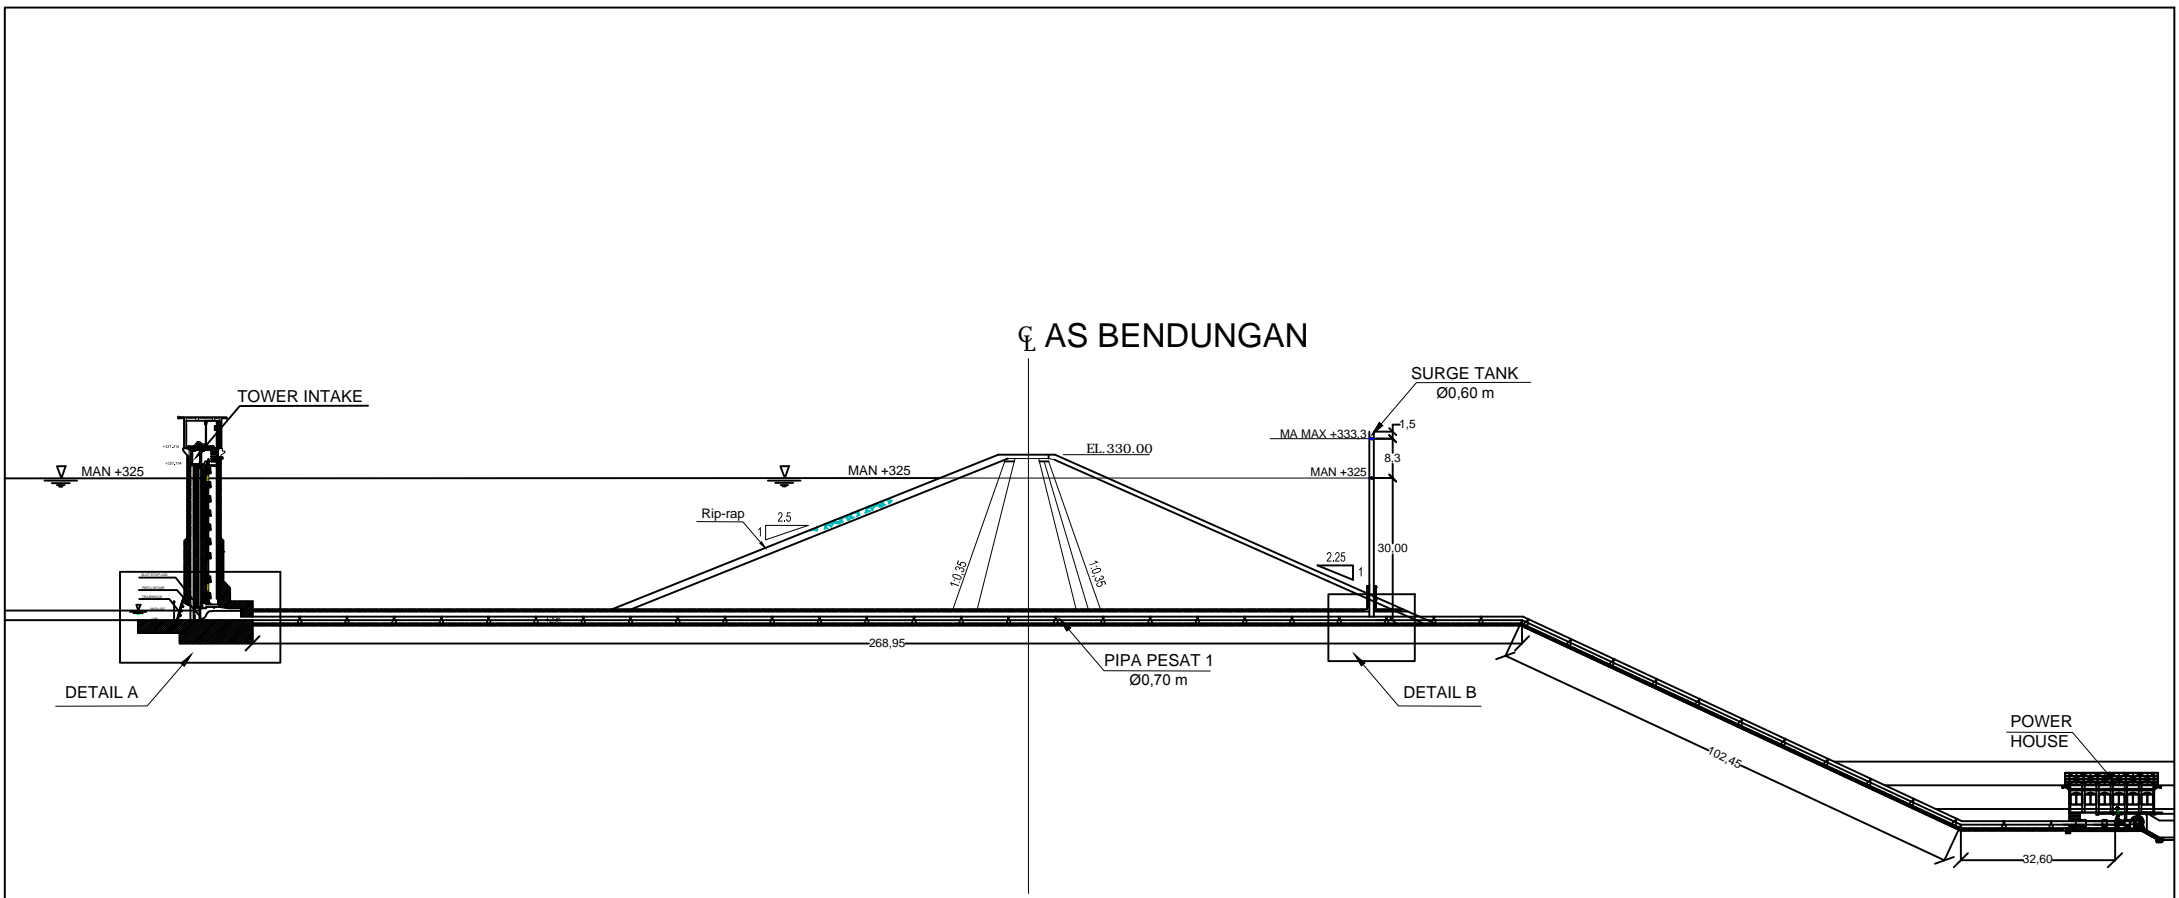 ℄ AS BENDUNGAN
SURGE TANK
Ø0,60 m
TOWER INTAKE
1,5
MA MAX +333,3
EL.330.00
8,3
MAN +325
MAN +325
MAN +325
Rip-rap
2.5
1
30,00
2.25
1
1:0,35
1:0,35
268,95
PIPA PESAT 1
Ø0,70 m
DETAIL A
DETAIL B
POWER
HOUSE
102,45
32,60